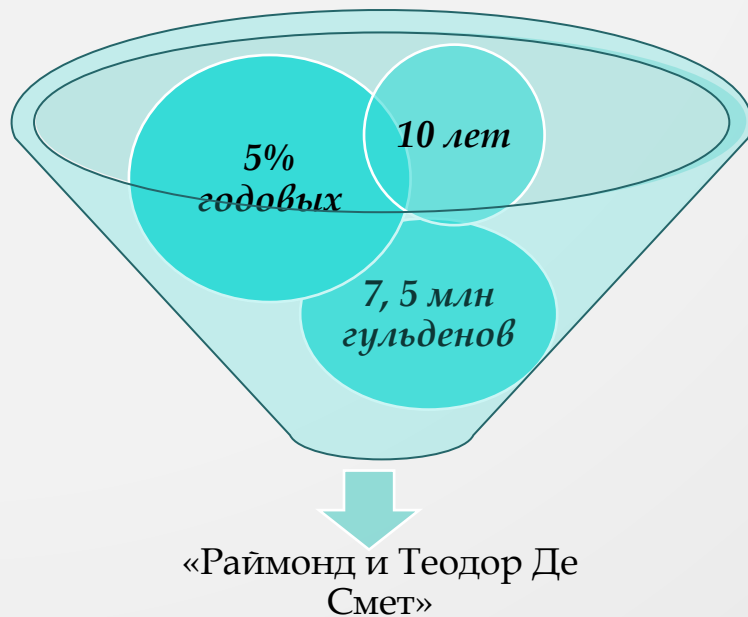 5%
годовых
10 лет
7, 5 млн
гульденов
«Раймонд и Теодор Де
Смет»